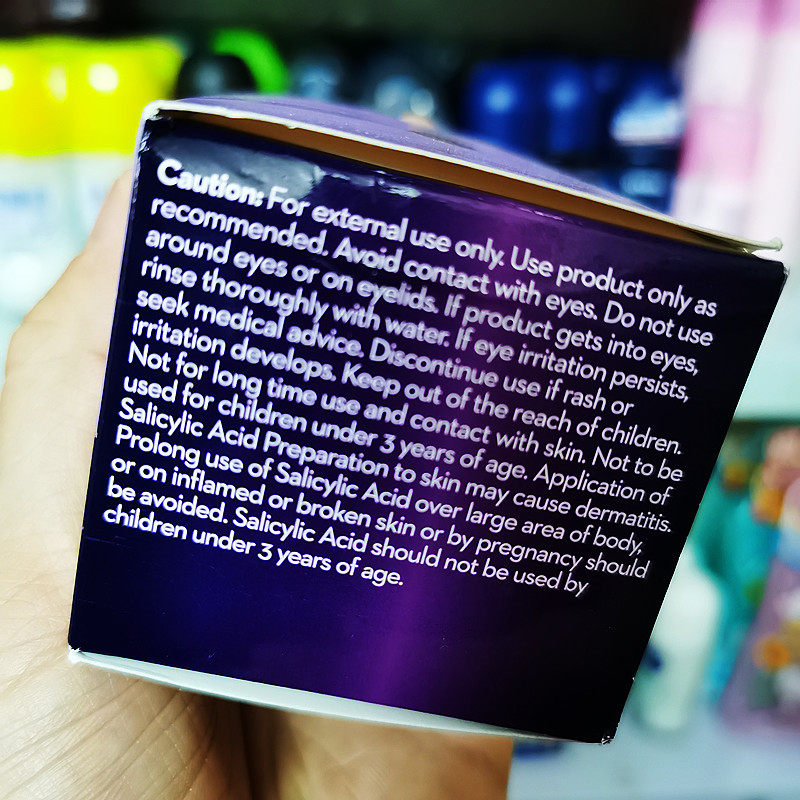 Caution: For external use only. Use product only as
recommended. Avoid contact with eyes. Do not use
around eyes or on eyelids. If product gets into eyes,
rinse thoroughly with water. If eye irritation persists,
seek medical advice. Discontinue use if rash or
irritation develops. Keep out of the reach of children.
Not for long time use and contact with skin. Not to be
used for children under 3 years of age. Application of
Salicylic Acid Preparation to skin may cause dermatitis.
Prolong use of Salicylic Acid over large area of body,
or on inflamed or broken skin or by pregnancy should
be avoided. Salicylic Acid should not be used by
children under 3 years of age.